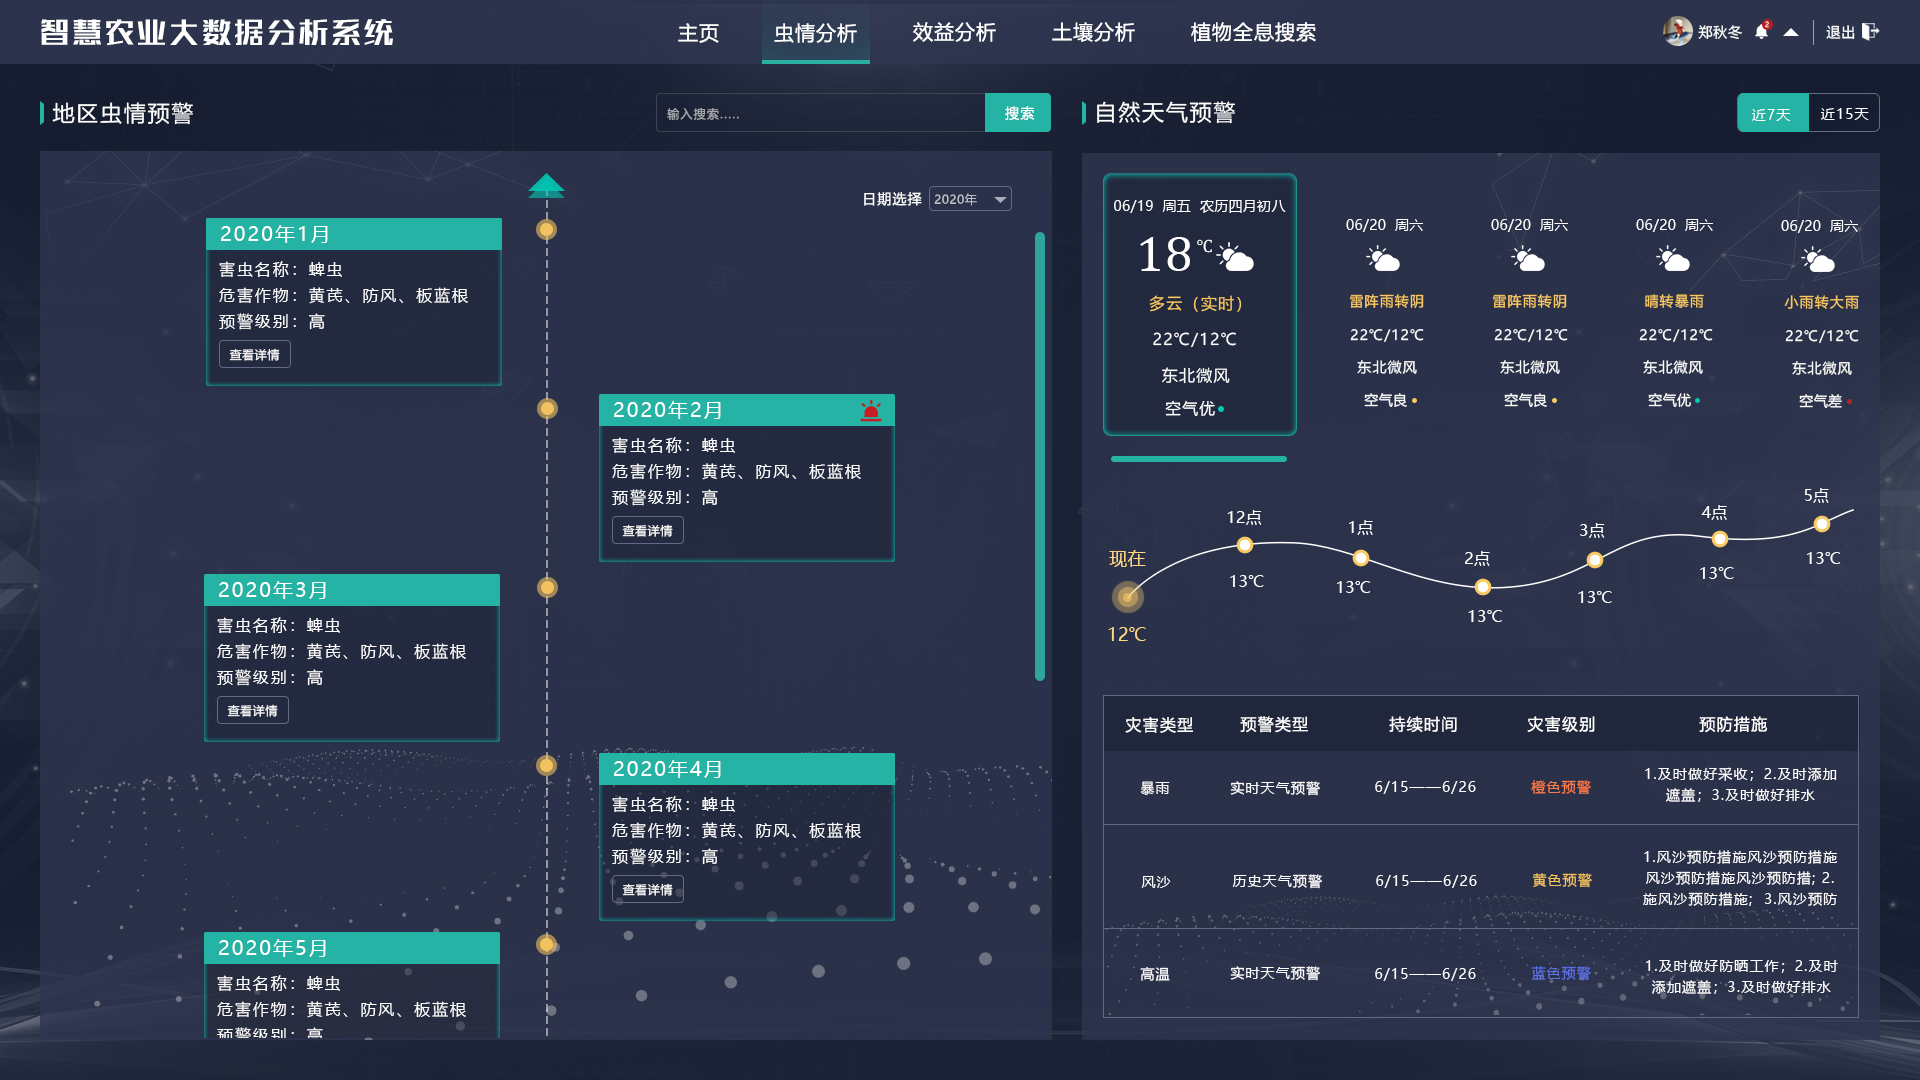 智慧农业大数据分析系统
主页
虫情分析
效益分析
土壤分析
植物全息搜索
郑秋冬
2
退出
地区虫情预警
输入搜索.....
搜索
日期选择
2020年
2020年1月
害虫名称：蜱虫
危害作物：黄芪、防风、板蓝根
预警级别：高
查看详情
2020年2月
害虫名称：蜱虫
危害作物：黄芪、防风、板蓝根
预警级别：高
查看详情
2020年3月
害虫名称：蜱虫
危害作物：黄芪、防风、板蓝根
预警级别：高
查看详情
2020年4月
害虫名称：蜱虫
危害作物：黄芪、防风、板蓝根
预警级别：高
查看详情
2020年5月
害虫名称：蜱虫
危害作物：黄芪、防风、板蓝根
预警级别：高
自然天气预警
近7天
近15天
06/19 周五 农历四月初八
18℃
多云（实时）
22℃/12℃
东北微风
空气优
06/20 周六
雷阵雨转阴
22℃/12℃
东北微风
空气良
06/20 周六
雷阵雨转阴
22℃/12℃
东北微风
空气良
06/20 周六
晴转暴雨
22℃/12℃
东北微风
空气优
06/20 周六
小雨转大雨
22℃/12℃
东北微风
空气差
现在
12℃
12点
13℃
1点
13℃
2点
13℃
3点
13℃
4点
13℃
5点
13℃
灾害类型 预警类型 持续时间 灾害级别 预防措施
暴雨 实时天气预警 6/15——6/26 橙色预警
1.及时做好采收；2.及时添加
遮盖；3.及时做好排水
风沙 历史天气预警 6/15——6/26 黄色预警
1.风沙预防措施风沙预防措施
风沙预防措施风沙预防措; 2.
施风沙预防措施；3.风沙预防
高温 实时天气预警 6/15——6/26 蓝色预警
1.及时做好防晒工作；2.及时
添加遮盖；3.及时做好排水